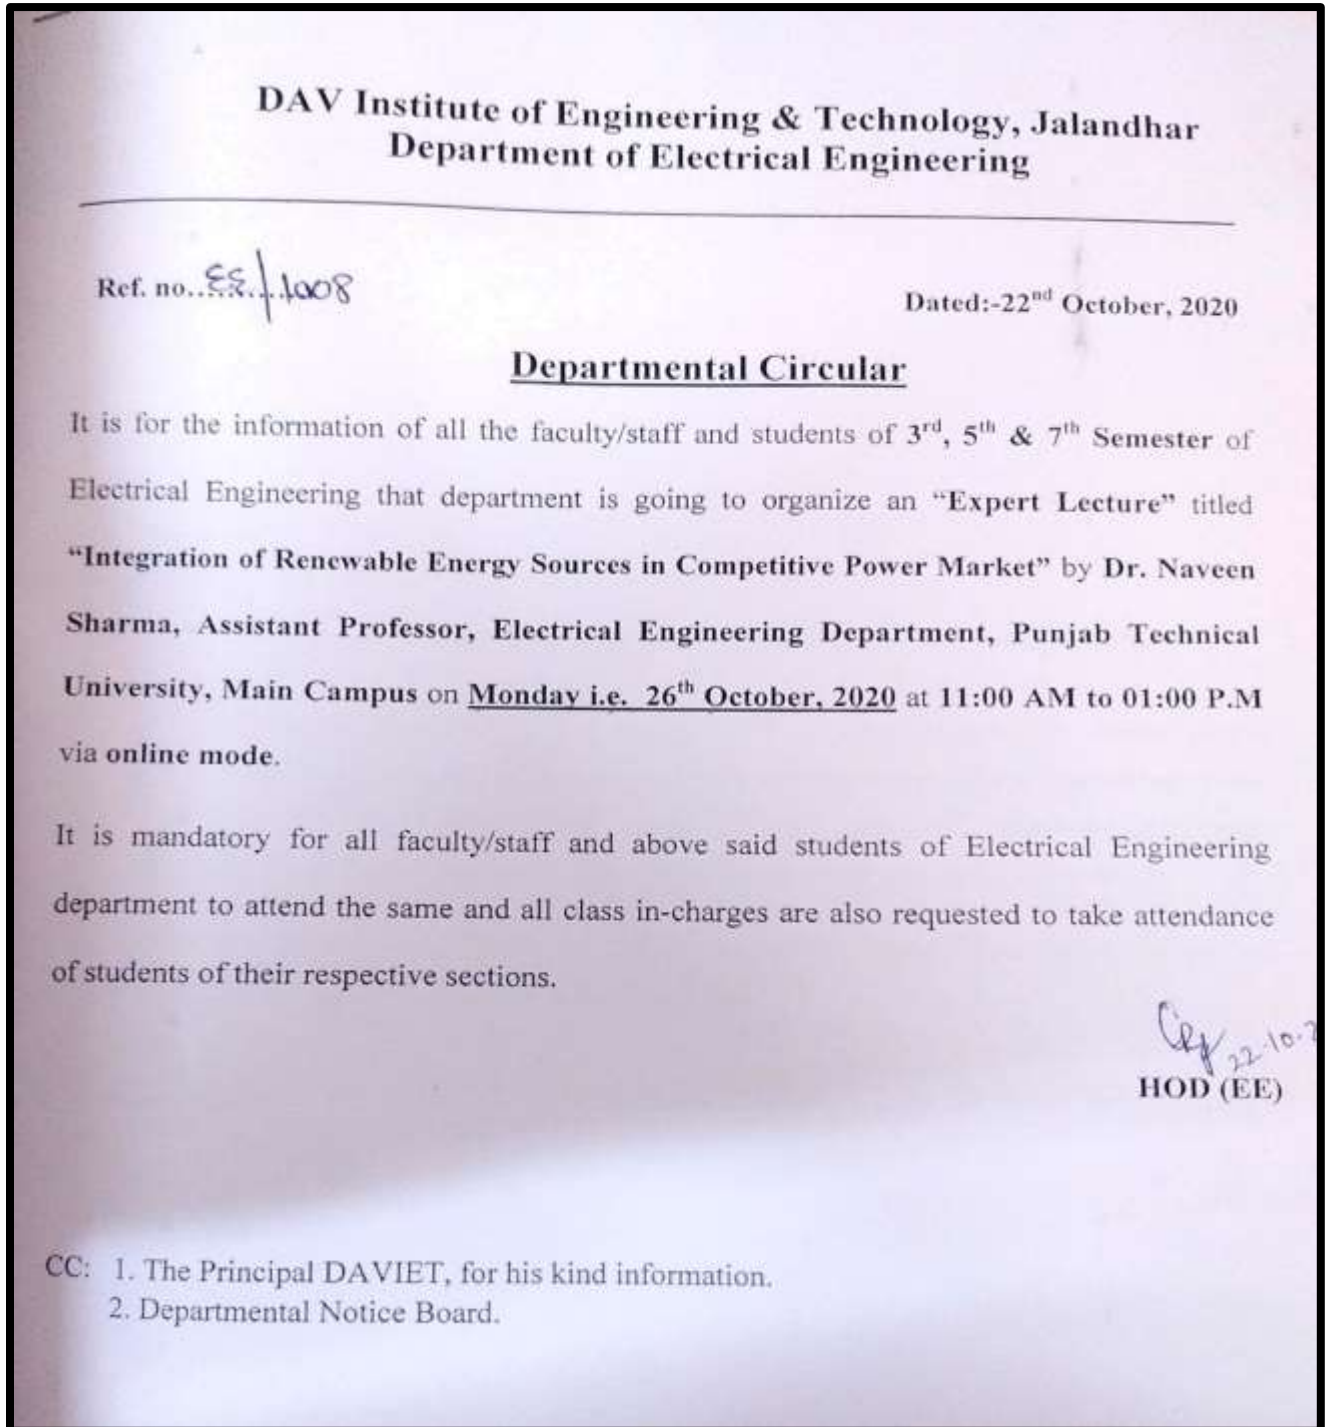 DAV Institute of Engineering & Technology, Jalandhar
Department of Electrical Engineering
Ref. no..EE/1008
Dated:-22nd October, 2020
Departmental Circular
It is for the information of all the faculty/staff and students of 3rd, 5th & 7th Semester of
Electrical Engineering that department is going to organize an “Expert Lecture” titled
“Integration of Renewable Energy Sources in Competitive Power Market” by Dr. Naveen
Sharma, Assistant Professor, Electrical Engineering Department, Punjab Technical
University, Main Campus on Monday i.e. 26th October, 2020 at 11:00 AM to 01:00 P.M
via online mode.
It is mandatory for all faculty/staff and above said students of Electrical Engineering
department to attend the same and all class in-charges are also requested to take attendance
of students of their respective sections.
22.10.2
HOD (EE)
CC: 1. The Principal DAVIET, for his kind information.
2. Departmental Notice Board.